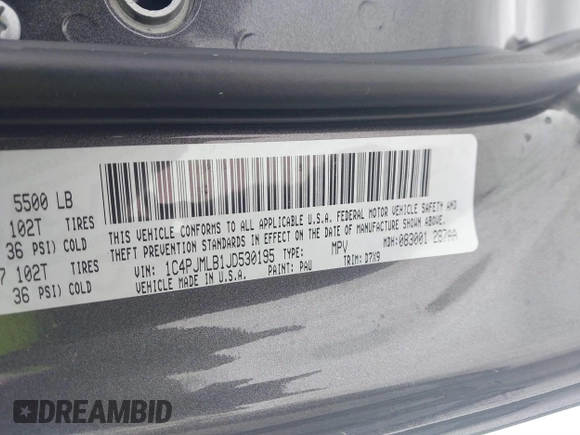 5500 LB
102T TIRES
36 PSI) COLD
7 102T TIRES
36 PSI) COLD
THIS VEHICLE CONFORMS TO ALL APPLICABLE U.S.A. FEDERAL MOTOR VEHICLE SAFETY AND
THEFT PREVENTION STANDARDS IN EFFECT ON THE DATE OF MANUFACTURE SHOWN ABOVE.
VIN: 1C4PJMLB1JD530195 TYPE: MPV MDH:083001 287AA
VEHICLE MADE IN U.S.A. PAINT: PAU TRIM:D7X9
DREAMBID